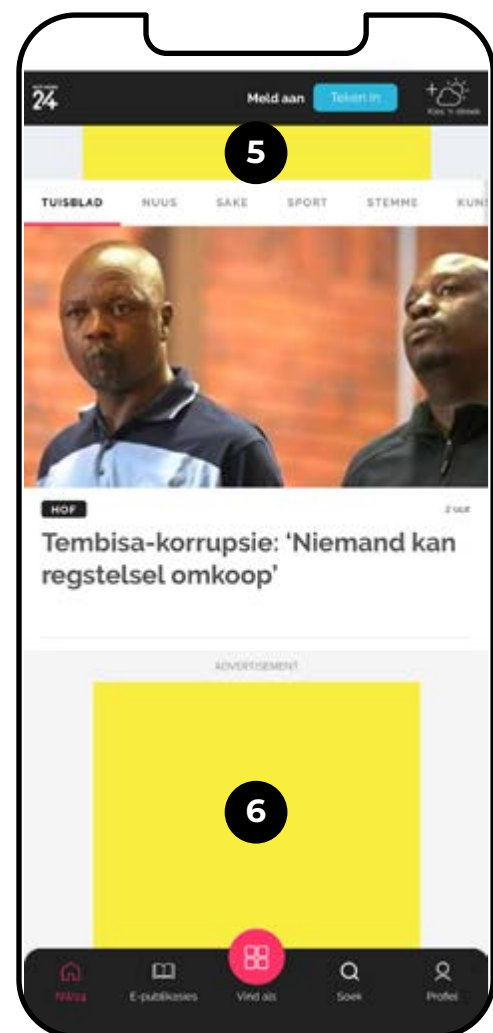 24
Meld aan
Teken In
5
TUISBLAD NUUS SAKE SPORT STEMME KUNS
HOF
2 uur
Tembisa-korrupsie: ‘Niemand kan
regstelsel omkoop’
ADVERTISEMENT
6
E-publikasies Vind als Soek Profiel